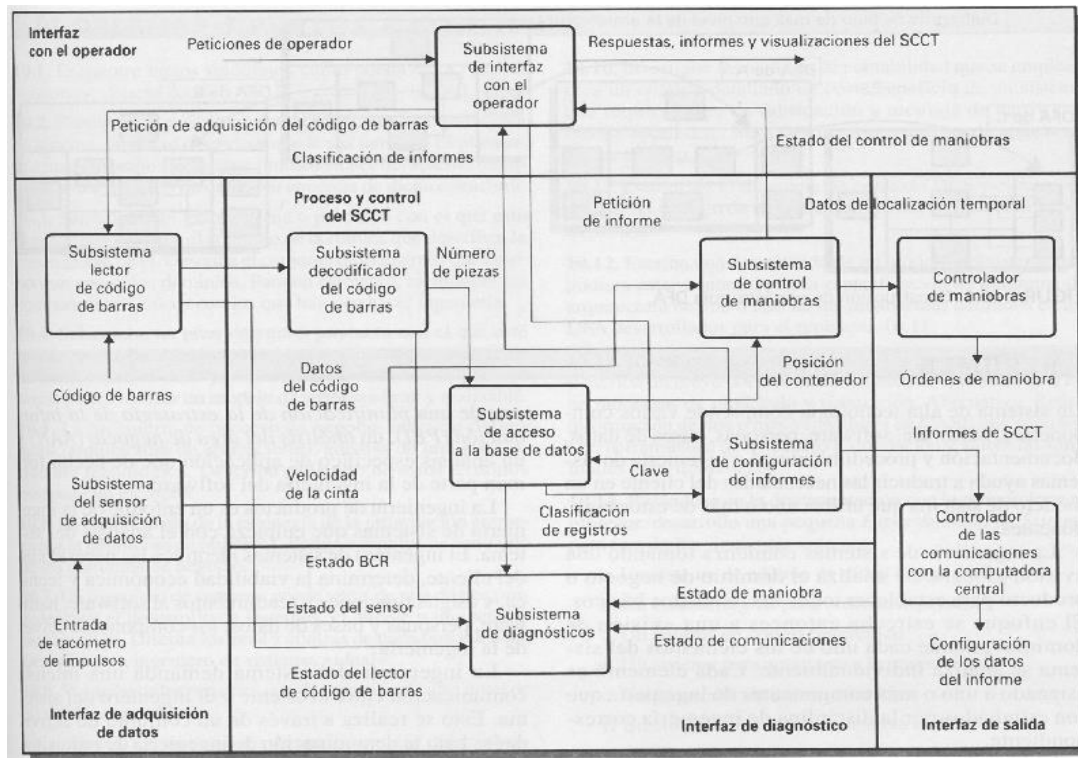 Interfaz
con el operador
Peticiones de operador
Subsistema
de interfaz
con el
operador
Respuestas, informes y visualizaciones del SCCT
Petición de adquisición del código de barras
Estado del control de maniobras
Clasificación de informes
Proceso y control
del SCCT
Petición
de informe
Datos de localización temporal
Subsistema
lector
de código
de barras
Subsistema
decodificador
del código
de barras
Número
de piezas
Subsistema
de control
de maniobras
Controlador
de maniobras
Código de barras
Datos
del código
de barras
Subsistema
de acceso
a la base de datos
Petición
del contenedor
Órdenes de maniobra
Informes de SCCT
Subsistema
del sensor
de adquisición
de datos
Velocidad
de la cinta
Clave
Subsistema
de configuración
de informes
Clasificación
de registros
Controlador
de las
comunicaciones
con la computadora
central
Estado BCR
Entrada
de tacómetro
de impulsos
Estado del sensor
Subsistema
de diagnósticos
Estado de maniobra
Estado de comunicaciones
Configuración
de los datos
del informe
Estado del lector
de código de barras
Interfaz de adquisición
de datos
Interfaz de diagnóstico
Interfaz de salida